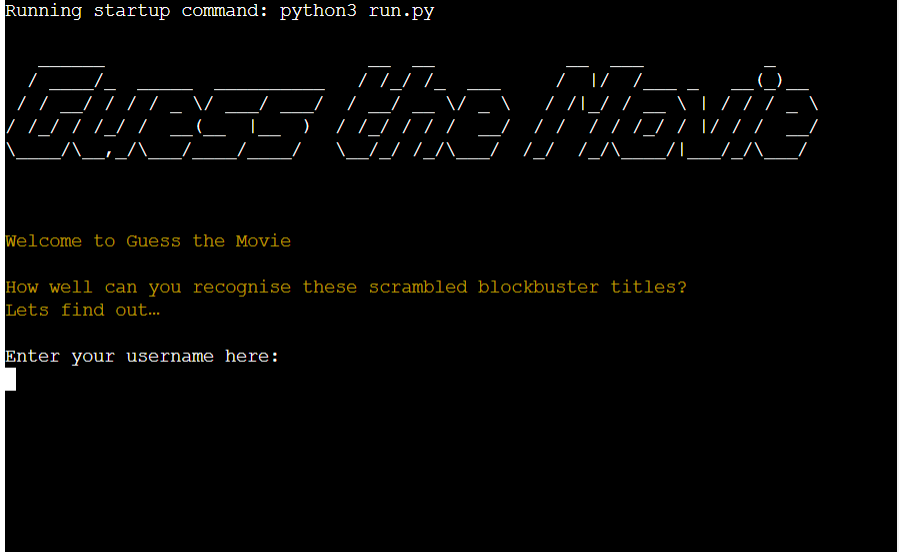 Running startup command: python3 run.py
Guess the Movie
Welcome to Guess the Movie
How well can you recognise these scrambled blockbuster titles?
Lets find out…
Enter your username here: